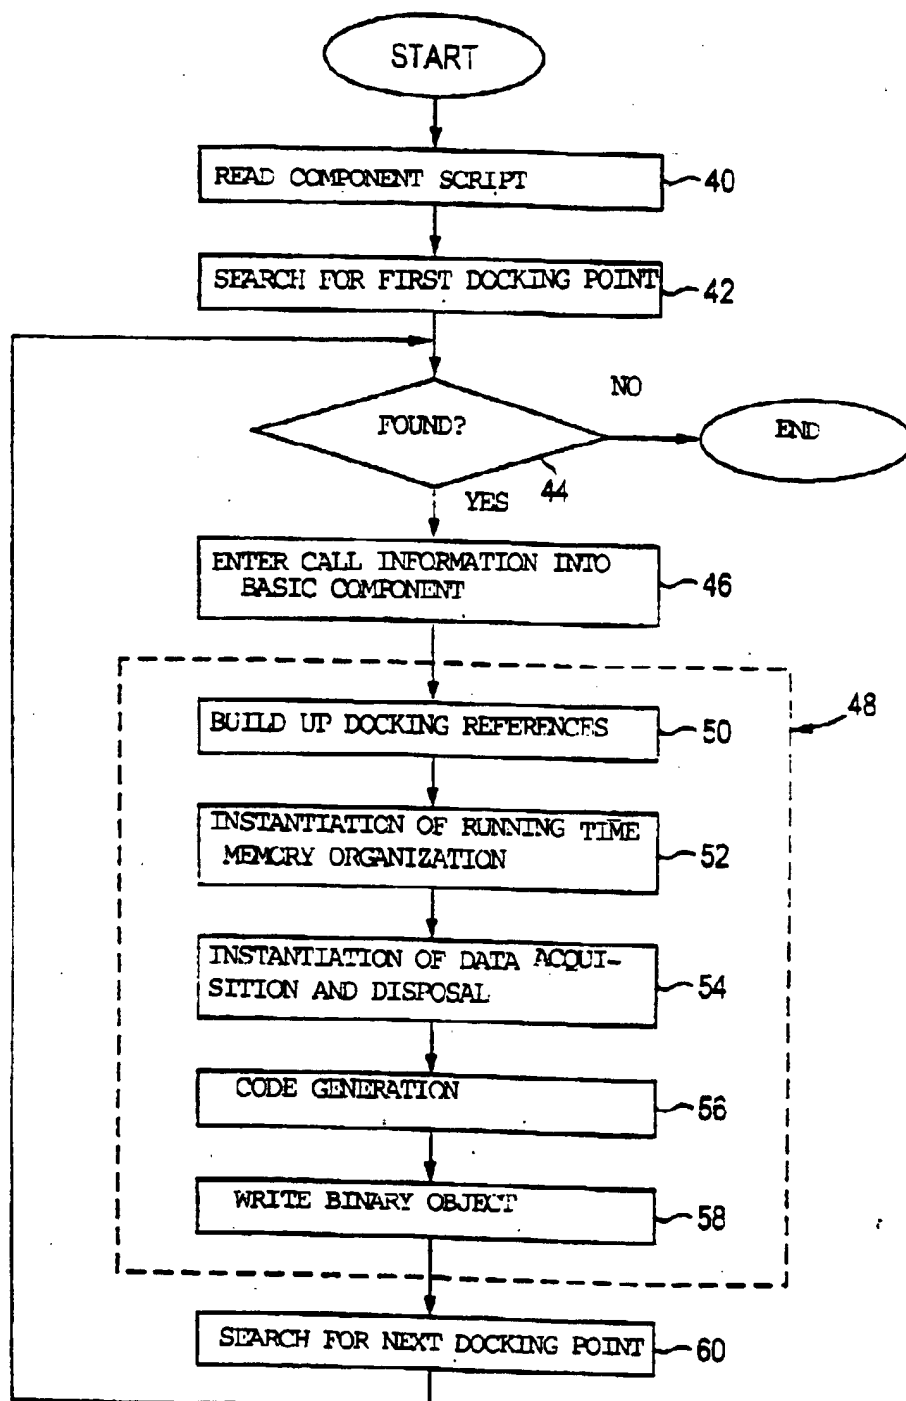 START
READ COMPONENT SCRIPT
40
SEARCH FOR FIRST DOCKING POINT
42
NO
FOUND?
END
44
YES
ENTER CALL INFORMATION INTO
BASIC COMPONENT
46
48
BUILD UP DOCKING REFERENCES
50
INSTANTIATION OF RUNNING TIME
MEMORY ORGANIZATION
52
INSTANTIATION OF DATA ACQUI-
SITION AND DISPOSAL
54
CODE GENERATION
56
WRITE BINARY OBJECT
58
SEARCH FOR NEXT DOCKING POINT
60